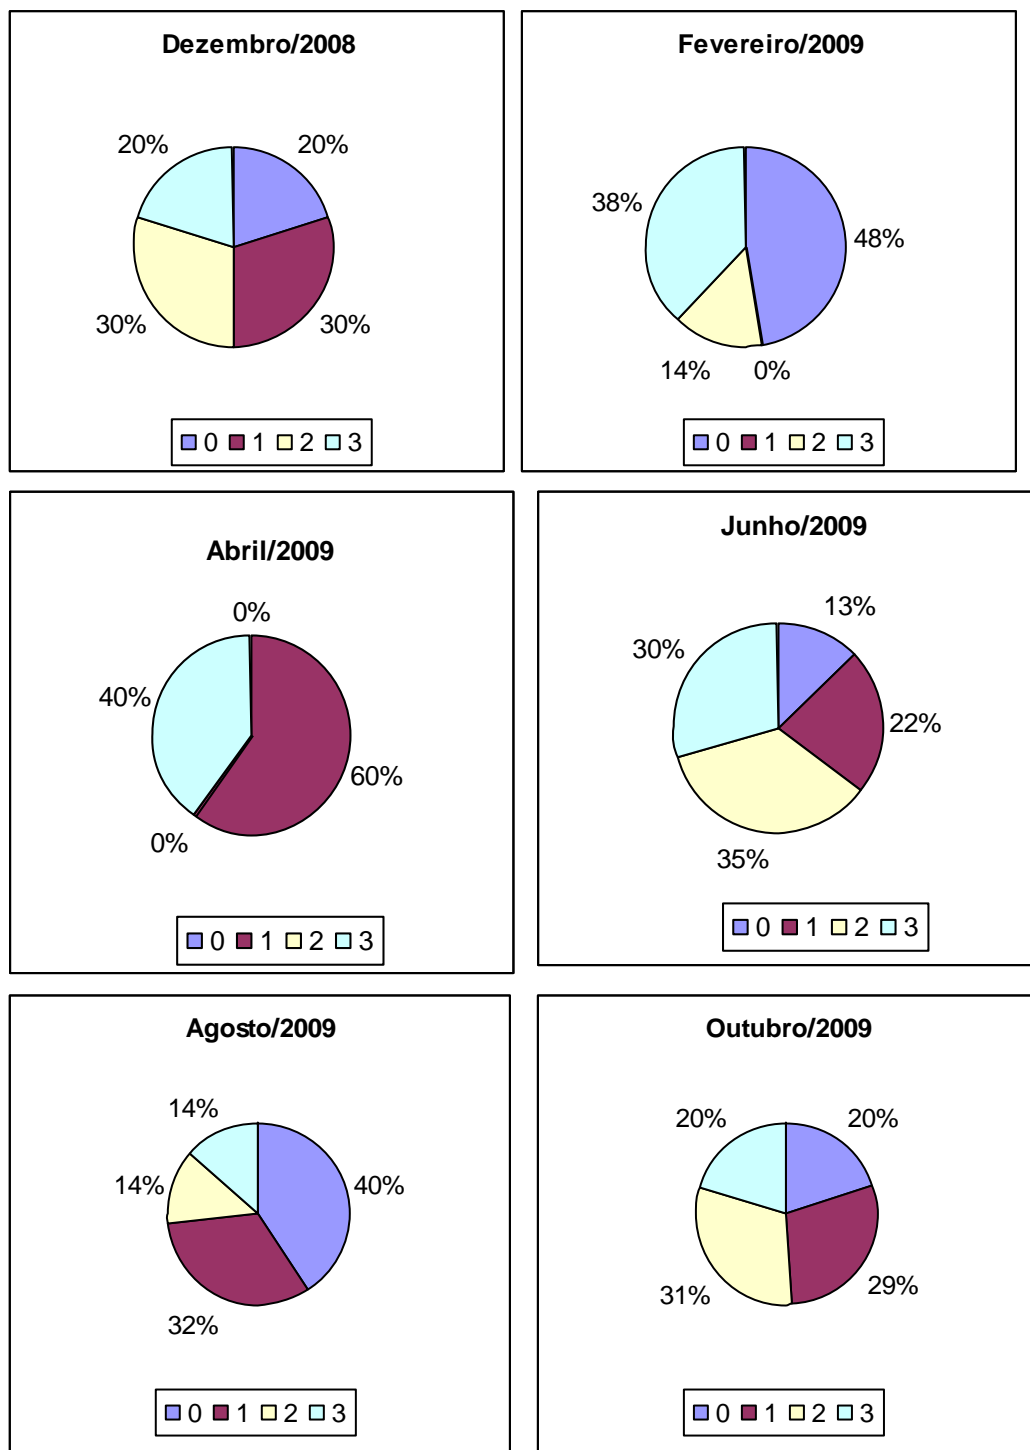 Dezembro/2008
20% 20%
30% 30%
0 1 2 3
Fevereiro/2009
38%
48%
14% 0%
0 1 2 3
Abril/2009
0%
40%
60%
0%
0 1 2 3
Junho/2009
13%
30%
22%
35%
0 1 2 3
Agosto/2009
14%
14% 40%
32%
0 1 2 3
Outubro/2009
20% 20%
31% 29%
0 1 2 3